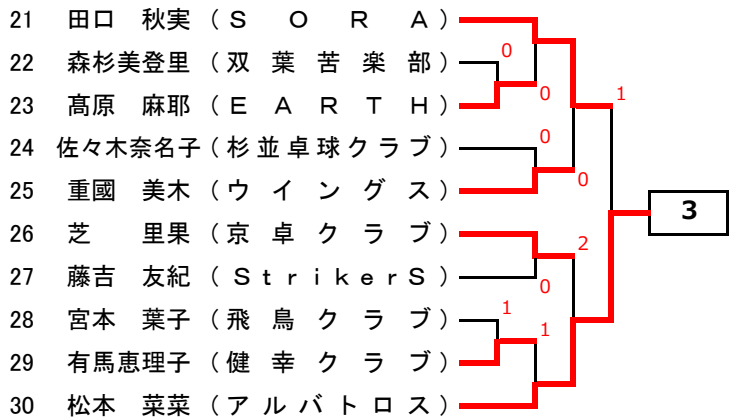 21 田口 秋実 (SORA) 
0
1
22 森杉美登里 (双葉苦楽部)
23 髙原 麻耶 (EARTH)
0
24 佐々木奈名子 (杉並卓球クラブ)
0
25 重國 美木 (ウイングス)
0
3
26 芝 里果 (京卓クラブ)
2
27 藤吉 友紀 (StrikerS)
0
28 宮本 葉子 (飛鳥クラブ)
1
1
29 有馬恵理子 (健幸クラブ)
30 松本 菜菜 (アルバトロス)